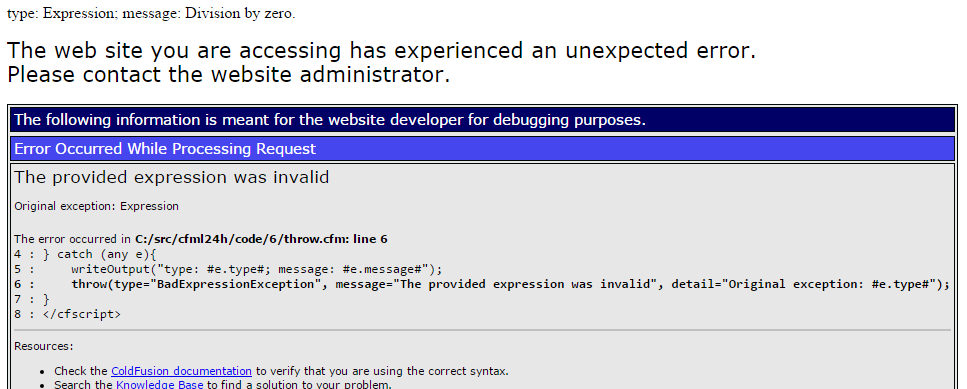 type: Expression; message: Division by zero.
The web site you are accessing has experienced an unexpected error.
Please contact the website administrator.
The following information is meant for the website developer for debugging purposes.
Error Occurred While Processing Request
The provided expression was invalid
Original exception: Expression
The error occurred in C:/src/cfml24h/code/6/throw.cfm: line 6
4 : } catch (any e){
5 :     writeOutput("type: #e.type#; message: #e.message#");
6 :     throw(type="BadExpressionException", message="The provided expression was invalid", detail="Original exception: #e.type#");
7 : }
8 : </cfscript>
Resources:
• Check the ColdFusion documentation to verify that you are using the correct syntax.
• Search the Knowledge Base to find a solution to your problem.